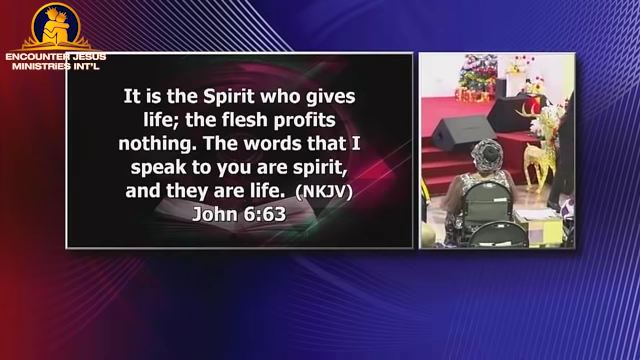 ENCOUNTER JESUS
MINISTRIES INT'L
It is the Spirit who gives
life; the flesh profits
nothing. The words that I
speak to you are spirit,
and they are life. (NKJV)
John 6:63